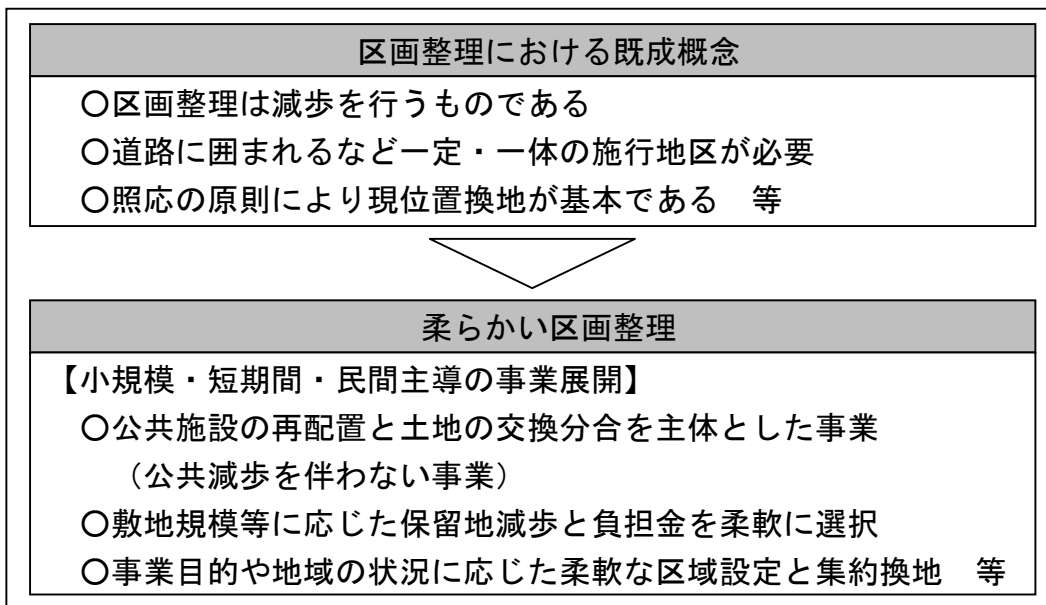 区画整理における既成概念
○区画整理は減歩を行うものである
○道路に囲まれるなど一定・一体の施行地区が必要
○照応の原則により現位置換地が基本である　等
柔らかい区画整理
【小規模・短期間・民間主導の事業展開】
○公共施設の再配置と土地の交換分合を主体とした事業
（公共減歩を伴わない事業）
○敷地規模等に応じた保留地減歩と負担金を柔軟に選択
○事業目的や地域の状況に応じた柔軟な区域設定と集約換地　等